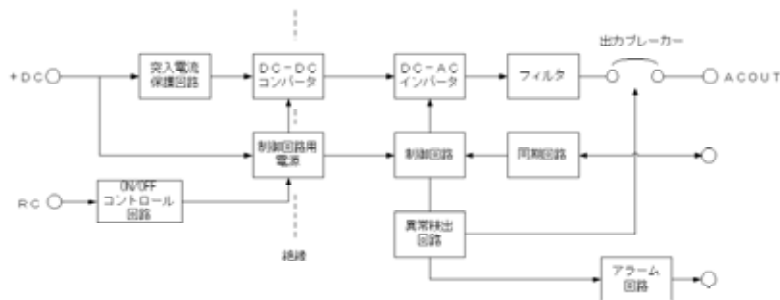 出力ブレーカー
+DC
突入電流
保護回路
DC-DC
コンバータ
DC-AC
インバータ
フィルタ
ACOUT
制御回路用
電源
制御回路
同期回路
RC
ON/OFF
コントロール
回路
異常検出
回路
絶縁
アラーム
回路